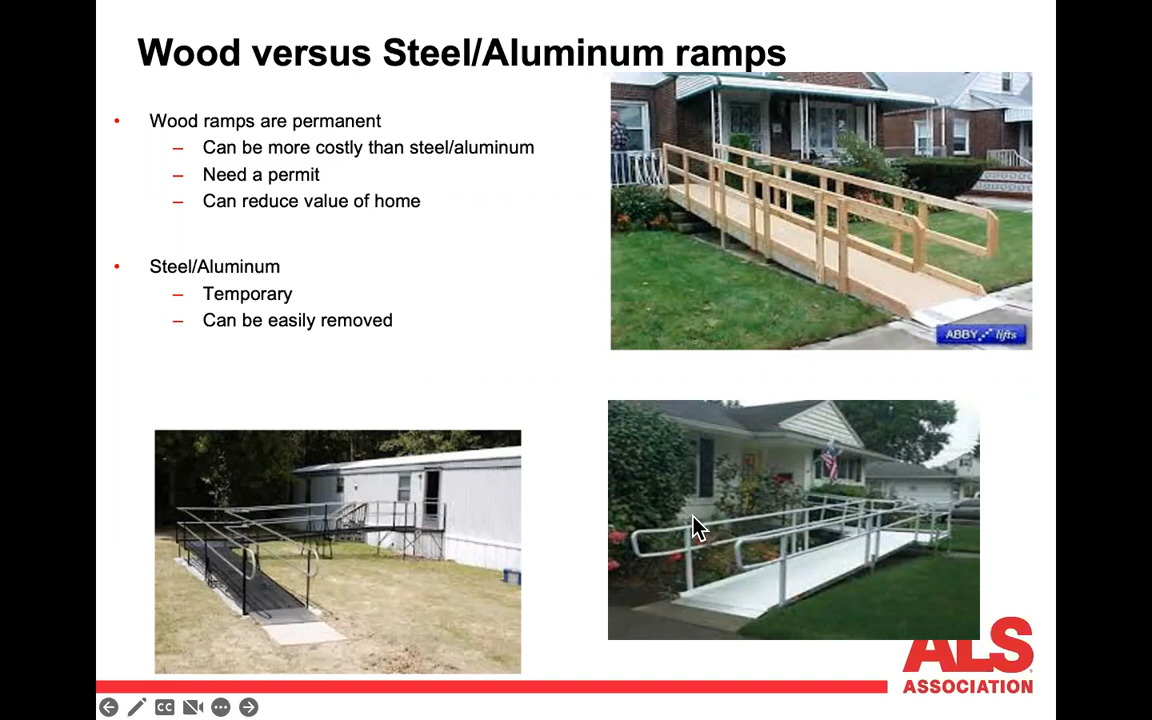 Wood versus Steel/Aluminum ramps
• Wood ramps are permanent
– Can be more costly than steel/aluminum
– Need a permit
– Can reduce value of home
• Steel/Aluminum
– Temporary
– Can be easily removed
ABBY lifts
ALS
ASSOCIATION
CC